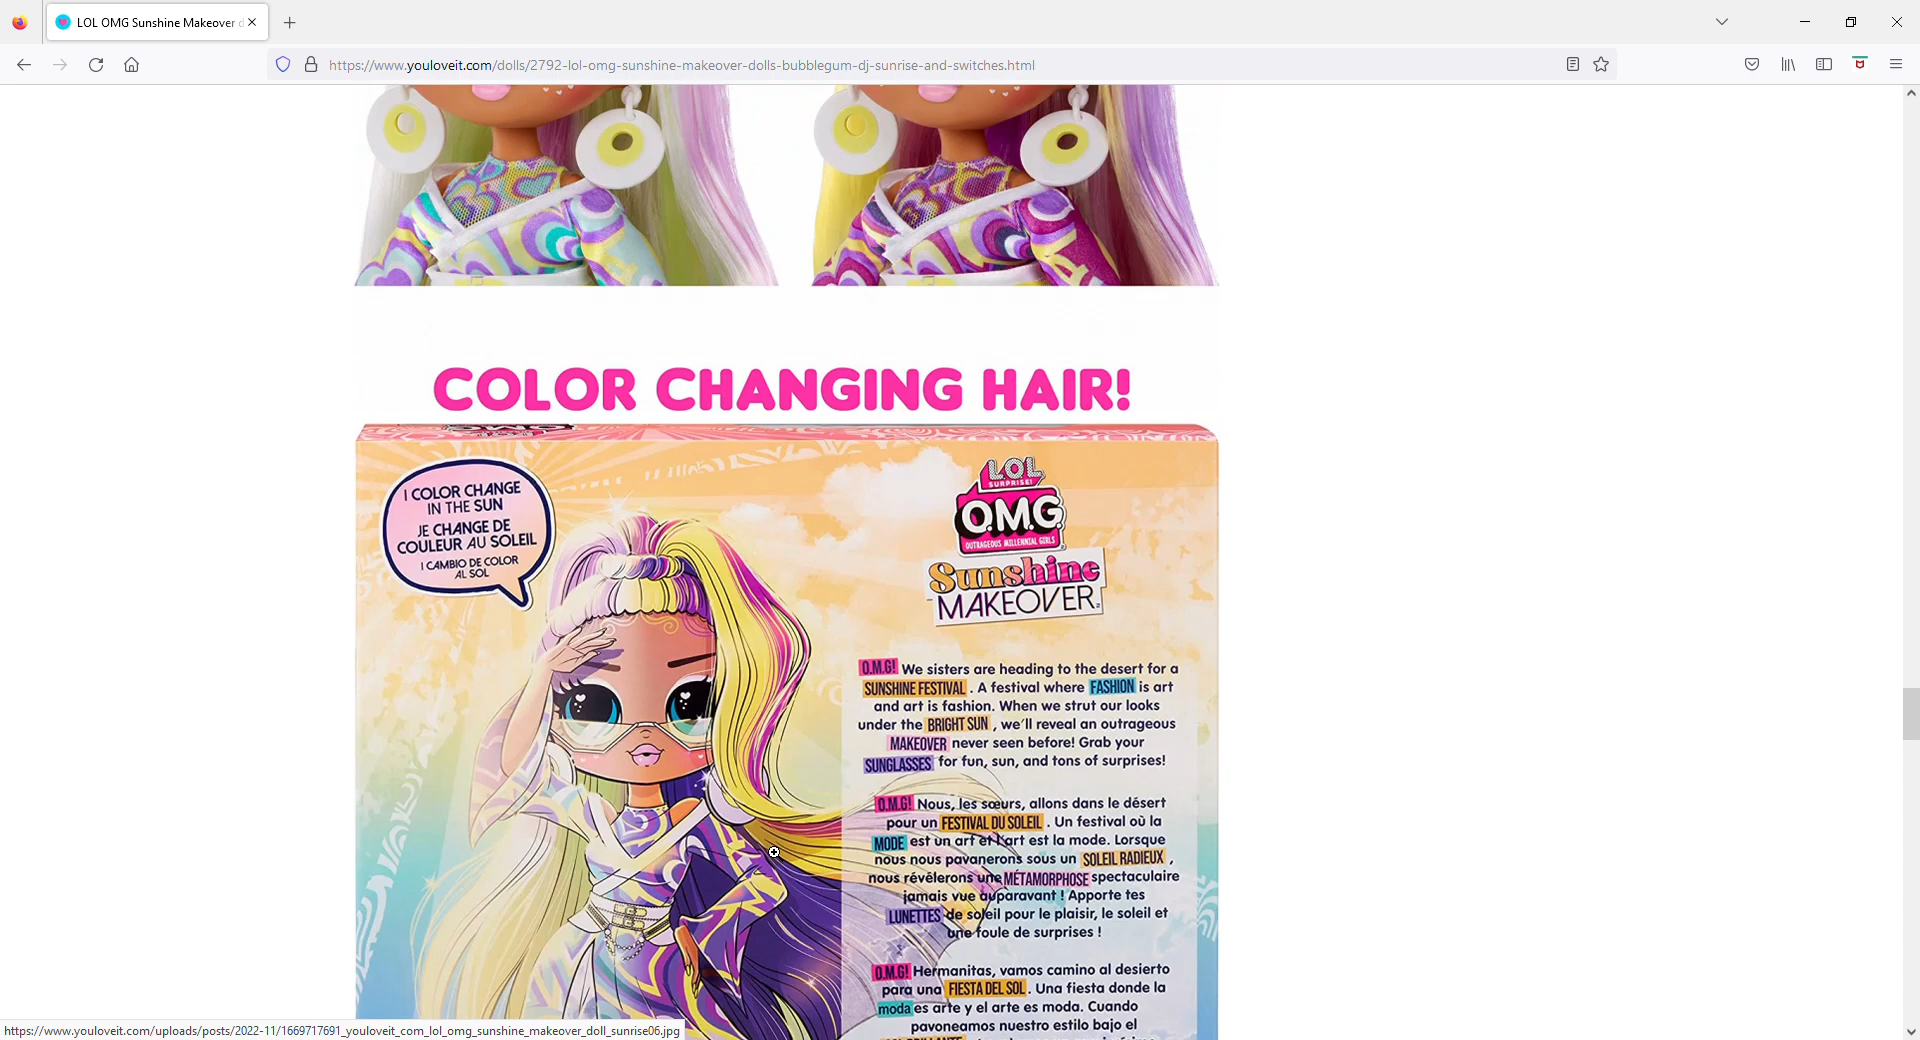 LOL OMG Sunshine Makeover d
https://www.youloveit.com/dolls/2792-lol-omg-sunshine-makeover-dolls-bubblegum-dj-sunrise-and-switches.html
COLOR CHANGING HAIR!
I COLOR CHANGE
IN THE SUN
JE CHANGE DE
COULEUR AU SOLEIL
¡ CAMBIO DE COLOR
AL SOL
L.O.L.
SURPRISE!
O.M.G.
OUTRAGEOUS MILLENNIAL GIRLS
Sunshine
MAKEOVER
O.M.G! We sisters are heading to the desert for a
SUNSHINE FESTIVAL . A festival where FASHION is art
and art is fashion. When we strut our looks
under the BRIGHT SUN , we'll reveal an outrageous
MAKEOVER never seen before! Grab your
SUNGLASSES for fun, sun, and tons of surprises!
O.M.G! Nous, les sœurs, allons dans le désert
pour un FESTIVAL DU SOLEIL . Un festival où la
MODE est un art et l'art est la mode. Lorsque
nous nous pavanerons sous un SOLEIL RADIEUX ,
nous révélerons une MÉTAMORPHOSE spectaculaire
jamais vue auparavant ! Apporte tes
LUNETTES de soleil pour le plaisir, le soleil et
une foule de surprises !
O.M.G! Hermanitas, vamos camino al desierto
para una FIESTA DEL SOL . Una fiesta donde la
moda es arte y el arte es moda. Cuando
pavoneamos nuestro estilo bajo el
https://www.youloveit.com/uploads/posts/2022-11/1669717691_youloveit_com_lol_omg_sunshine_makeover_doll_sunrise06.jpg